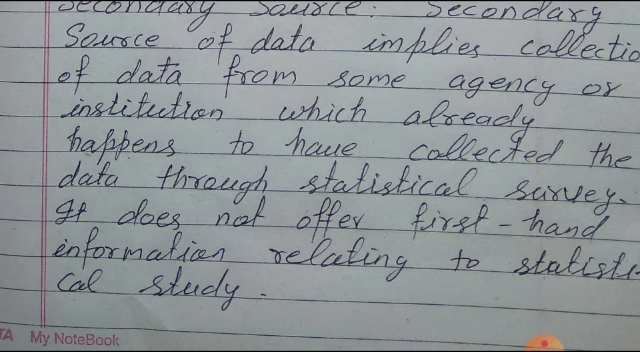 Secondary Source: Secondary
Source of data implies collectio
of data from some agency or
institution which already
happens to have collected the
data through statistical survey.
It does not offer first-hand
information relating to statisti-
cal study.
TA My NoteBook